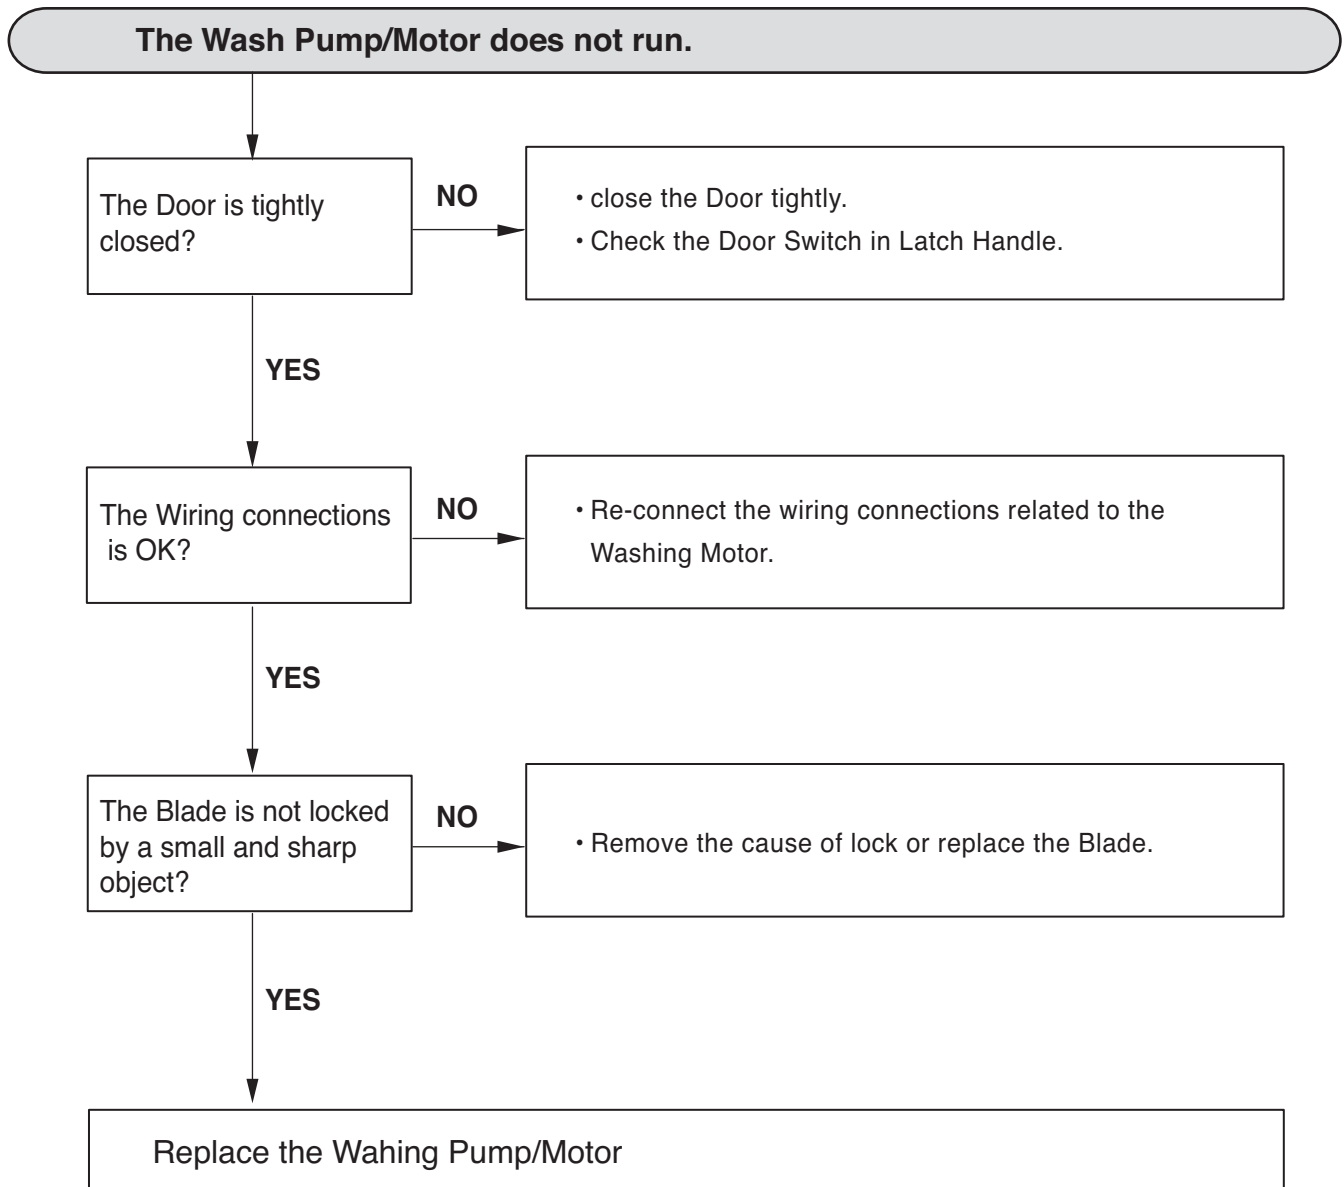 The Wash Pump/Motor does not run.
The Door is tightly
closed?
NO
• close the Door tightly.
• Check the Door Switch in Latch Handle.
YES
The Wiring connections
is OK?
NO
• Re-connect the wiring connections related to the
Washing Motor.
YES
The Blade is not locked
by a small and sharp
object?
NO
• Remove the cause of lock or replace the Blade.
YES
Replace the Wahing Pump/Motor